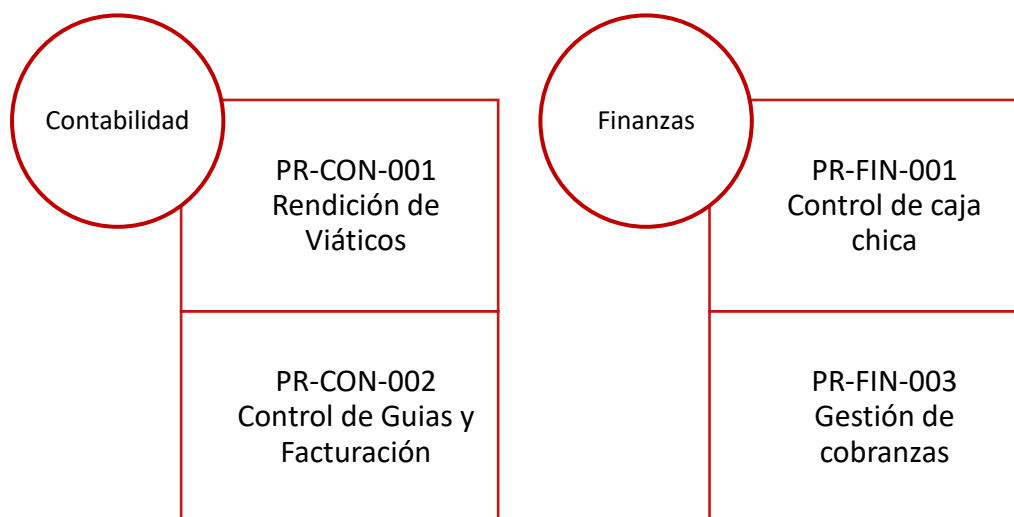 Contabilidad
PR-CON-001
Rendición de
Viáticos
PR-CON-002
Control de Guias y
Facturación
Finanzas
PR-FIN-001
Control de caja
chica
PR-FIN-003
Gestión de
cobranzas